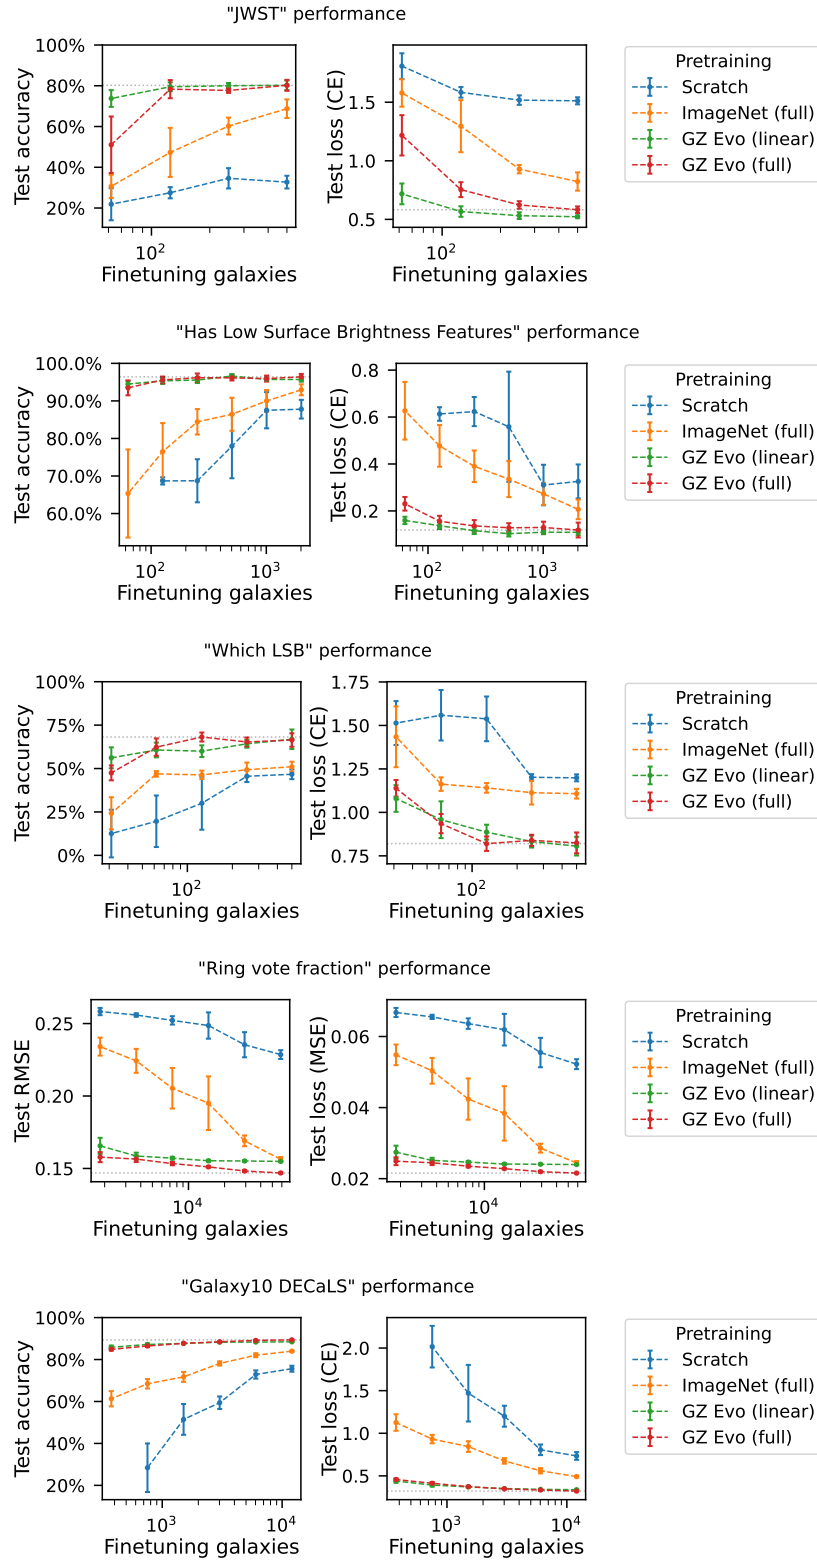 "JWST" performance
Test accuracy
100%
80%
60%
40%
20%
10²
Finetuning galaxies
Test loss (CE)
1.5
1.0
0.5
10²
Finetuning galaxies
Pretraining
Scratch
ImageNet (full)
GZ Evo (linear)
GZ Evo (full)
"Has Low Surface Brightness Features" performance
Test accuracy
100.0%
90.0%
80.0%
70.0%
60.0%
10² 10³
Finetuning galaxies
Test loss (CE)
0.8
0.6
0.4
0.2
10² 10³
Finetuning galaxies
Pretraining
Scratch
ImageNet (full)
GZ Evo (linear)
GZ Evo (full)
"Which LSB" performance
Test accuracy
100%
75%
50%
25%
0%
10²
Finetuning galaxies
Test loss (CE)
1.75
1.50
1.25
1.00
0.75
10²
Finetuning galaxies
Pretraining
Scratch
ImageNet (full)
GZ Evo (linear)
GZ Evo (full)
"Ring vote fraction" performance
Test RMSE
0.25
0.20
0.15
10⁴
Finetuning galaxies
Test loss (MSE)
0.06
0.04
0.02
10⁴
Finetuning galaxies
Pretraining
Scratch
ImageNet (full)
GZ Evo (linear)
GZ Evo (full)
"Galaxy10 DECaLS" performance
Test accuracy
100%
80%
60%
40%
20%
10³ 10⁴
Finetuning galaxies
Test loss (CE)
2.0
1.5
1.0
0.5
10³ 10⁴
Finetuning galaxies
Pretraining
Scratch
ImageNet (full)
GZ Evo (linear)
GZ Evo (full)